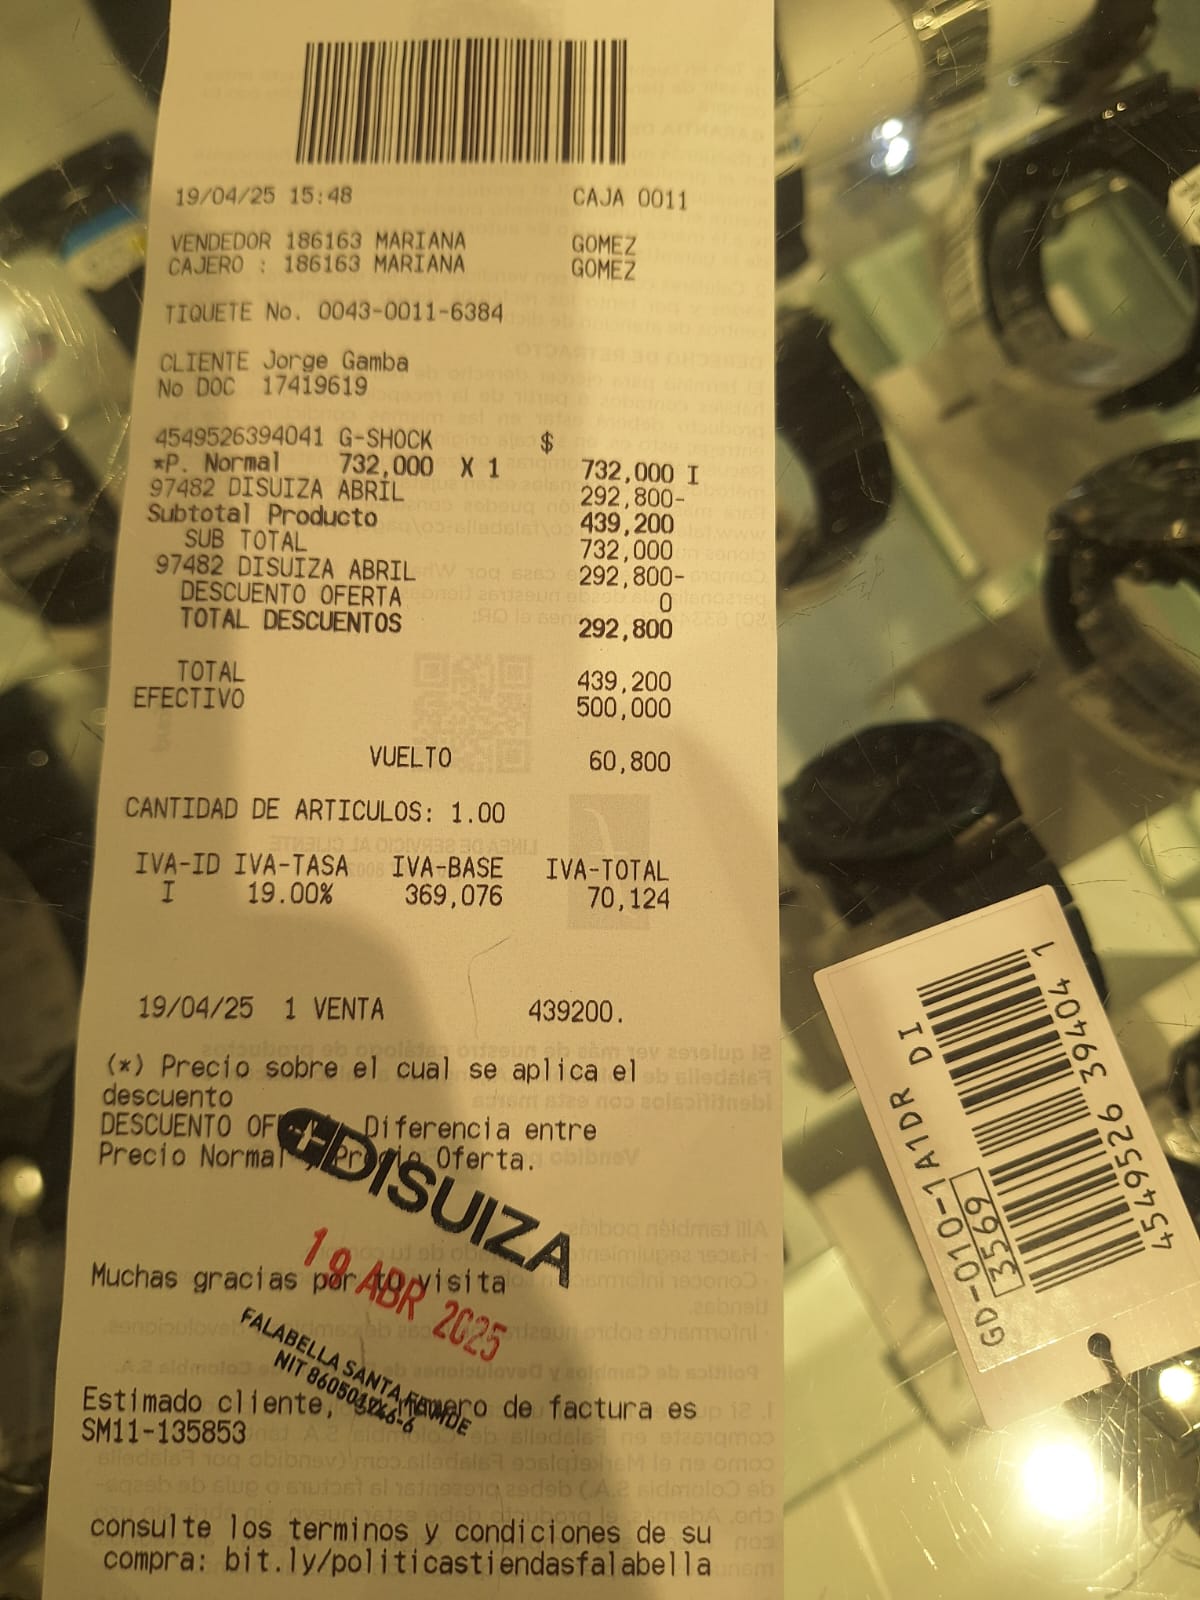 19/04/25 15:48 CAJA 0011
VENDEDOR 186163 MARIANA GOMEZ
CAJERO : 186163 MARIANA GOMEZ
TIQUETE No. 0043-0011-6384
CLIENTE Jorge Gamba
No DOC 17419619
4549526394041 G-SHOCK $
*P. Normal 732,000 X 1 732,000 I
97482 DISUIZA ABRIL 292,800-
Subtotal Producto 439,200
SUB TOTAL 732,000
97482 DISUIZA ABRIL 292,800-
DESCUENTO OFERTA 0
TOTAL DESCUENTOS 292,800
TOTAL 439,200
EFECTIVO 500,000
VUELTO 60,800
CANTIDAD DE ARTICULOS: 1.00
IVA-ID IVA-TASA IVA-BASE IVA-TOTAL
I 19.00% 369,076 70,124
19/04/25 1 VENTA 439200.
(*) Precio sobre el cual se aplica el
descuento
DESCUENTO Diferencia entre
Precio Normal Precio Oferta.
DISUIZA
19 ABR 2025
Muchas gracias por tu visita
FALABELLA SANTA
NIT
Estimado cliente, su numero de factura es
SM11-135853
consulte los terminos y condiciones de su
compra: bit.ly/politicastiendasfalabella
GD-010-1A1DR DI
3569
4549526 39404 1